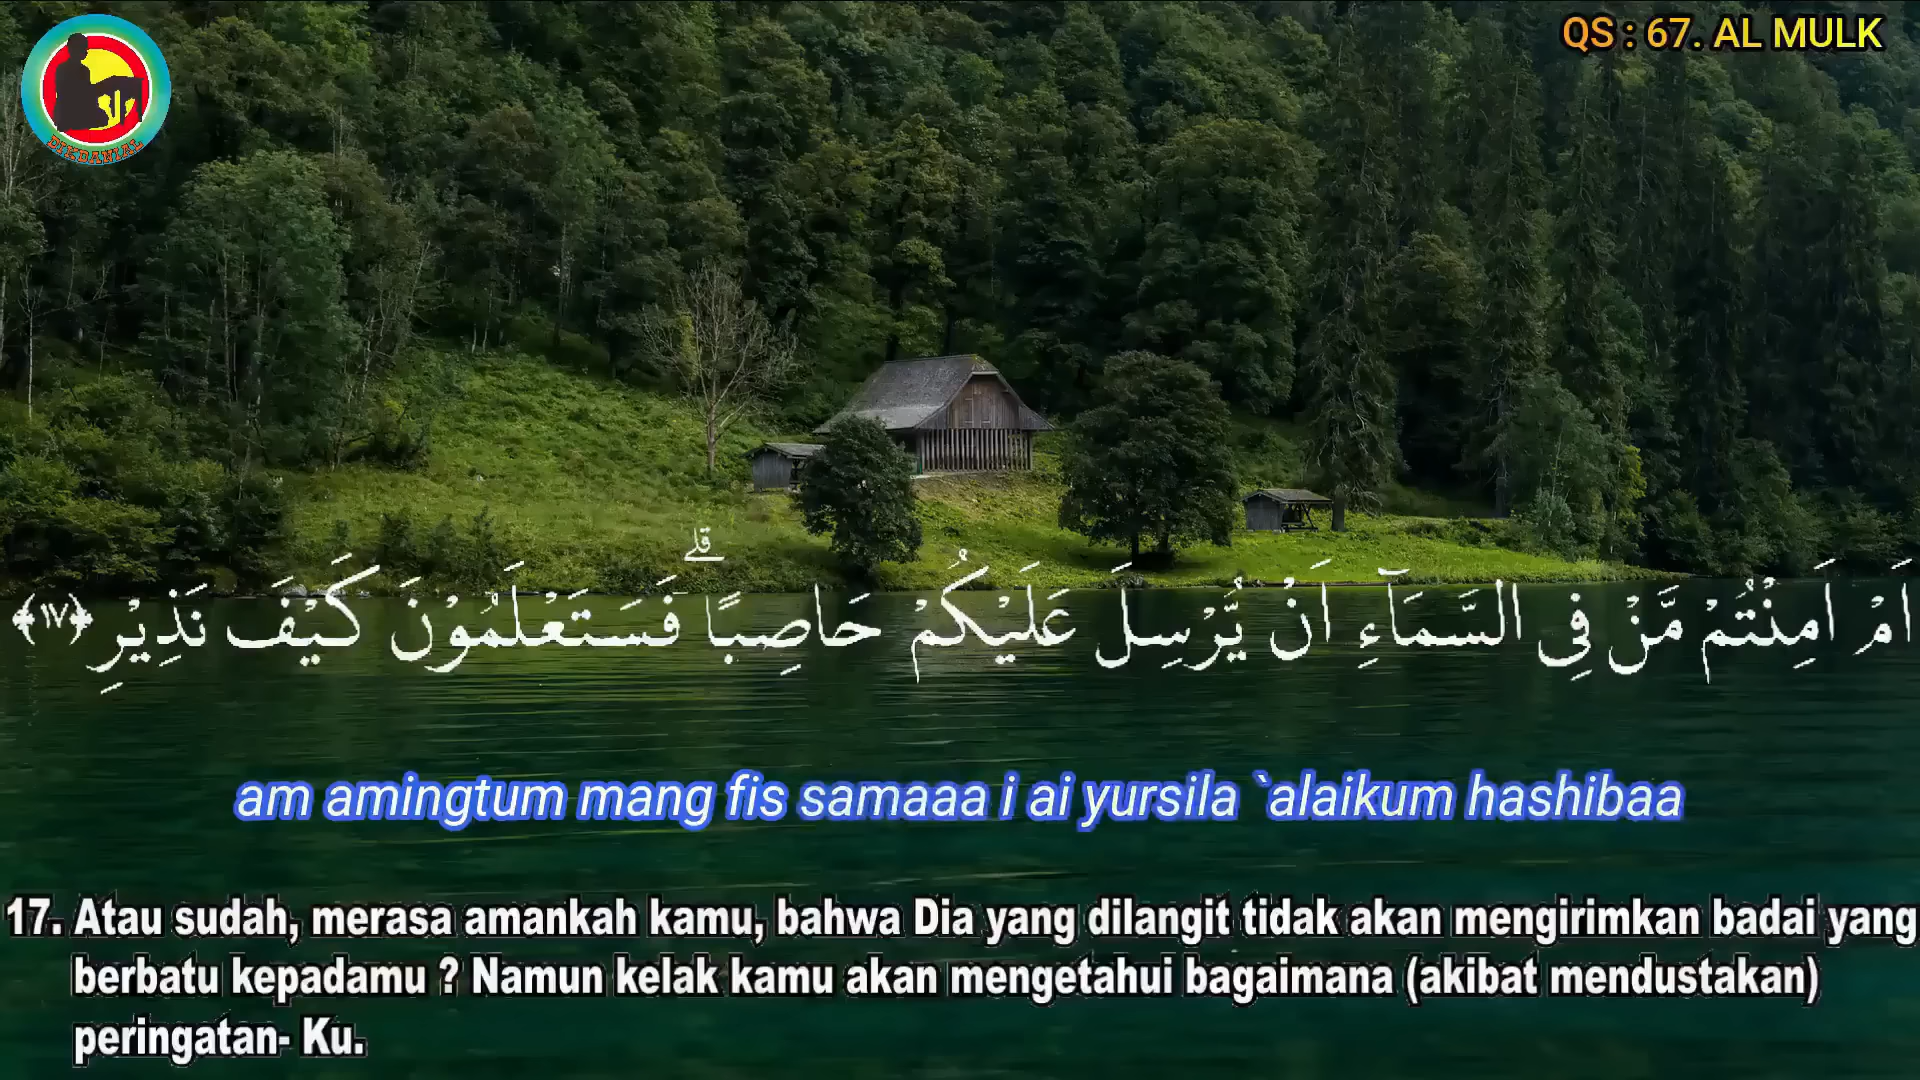 DIKDANIAL
QS : 67. AL MULK
اَمْ اَمِنْتُمْ مَّنْ فِى السَّمَاۤءِ اَنْ يُّرْسِلَ عَلَيْكُمْ حَاصِبًاۗ فَسَتَعْلَمُوْنَ كَيْفَ نَذِيْرِ ﴿١٧﴾
am amingtum mang fis samaaa i ai yursila `alaikum hashibaa
17. Atau sudah, merasa amankah kamu, bahwa Dia yang dilangit tidak akan mengirimkan badai yang
berbatu kepadamu ? Namun kelak kamu akan mengetahui bagaimana (akibat mendustakan)
peringatan- Ku.